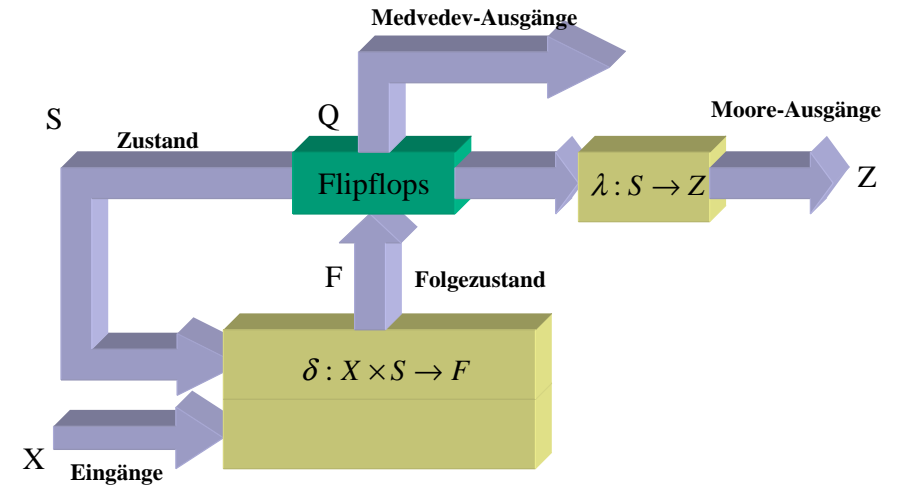 Medvedev-Ausgänge
Moore-Ausgänge
S
Q
Zustand
Flipflops
λ : S → Z
Z
F
Folgezustand
δ : X × S → F
X
Eingänge